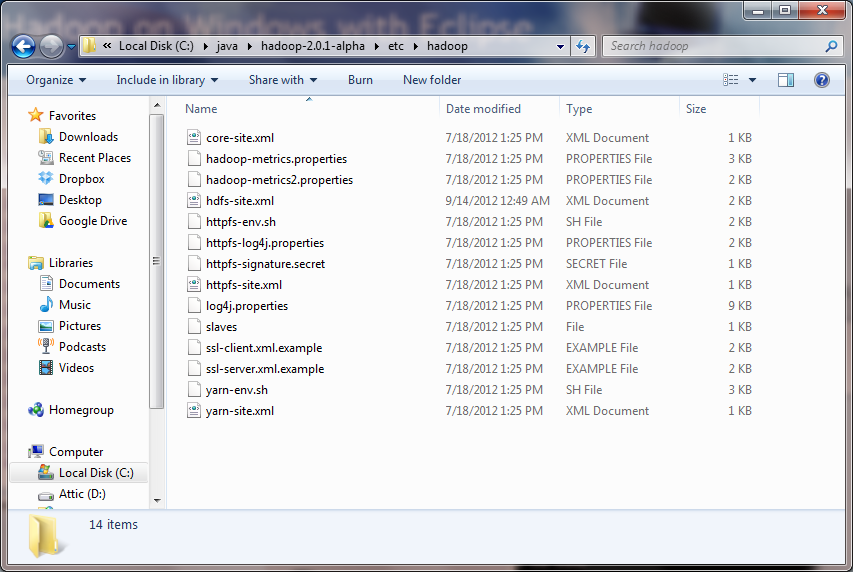 Hadoop on Windows with Eclipse
« Local Disk (C:) ▸ java ▸ hadoop-2.0.1-alpha ▸ etc ▸ hadoop
Search hadoop
Organize Include in library Share with Burn New folder
Favorites
Downloads
Recent Places
Dropbox
Desktop
Google Drive
Libraries
Documents
Music
Pictures
Podcasts
Videos
Homegroup
Computer
Local Disk (C:)
Attic (D:)
Name Date modified Type Size
core-site.xml 7/18/2012 1:25 PM XML Document 1 KB
hadoop-metrics.properties 7/18/2012 1:25 PM PROPERTIES File 3 KB
hadoop-metrics2.properties 7/18/2012 1:25 PM PROPERTIES File 2 KB
hdfs-site.xml 9/14/2012 12:49 AM XML Document 2 KB
httpfs-env.sh 7/18/2012 1:25 PM SH File 2 KB
httpfs-log4j.properties 7/18/2012 1:25 PM PROPERTIES File 2 KB
httpfs-signature.secret 7/18/2012 1:25 PM SECRET File 1 KB
httpfs-site.xml 7/18/2012 1:25 PM XML Document 1 KB
log4j.properties 7/18/2012 1:25 PM PROPERTIES File 9 KB
slaves 7/18/2012 1:25 PM File 1 KB
ssl-client.xml.example 7/18/2012 1:25 PM EXAMPLE File 2 KB
ssl-server.xml.example 7/18/2012 1:25 PM EXAMPLE File 2 KB
yarn-env.sh 7/18/2012 1:25 PM SH File 3 KB
yarn-site.xml 7/18/2012 1:25 PM XML Document 1 KB
14 items